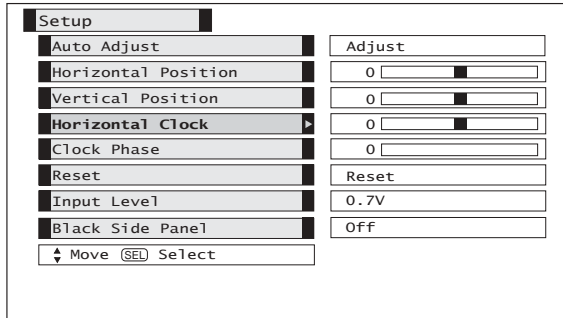 Setup
Auto Adjust Adjust
Horizontal Position 0
Vertical Position 0
Horizontal Clock 0
Clock Phase 0
Reset Reset
Input Level 0.7V
Black Side Panel Off
Move SEL Select